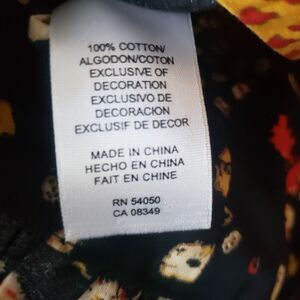 100% COTTON/
ALGODON/COTON
EXCLUSIVE OF
DECORATION
EXCLUSIVO DE
DECORACION
EXCLUSIF DE DECOR
MADE IN CHINA
HECHO EN CHINA
FAIT EN CHINE
RN 54050
CA 08349